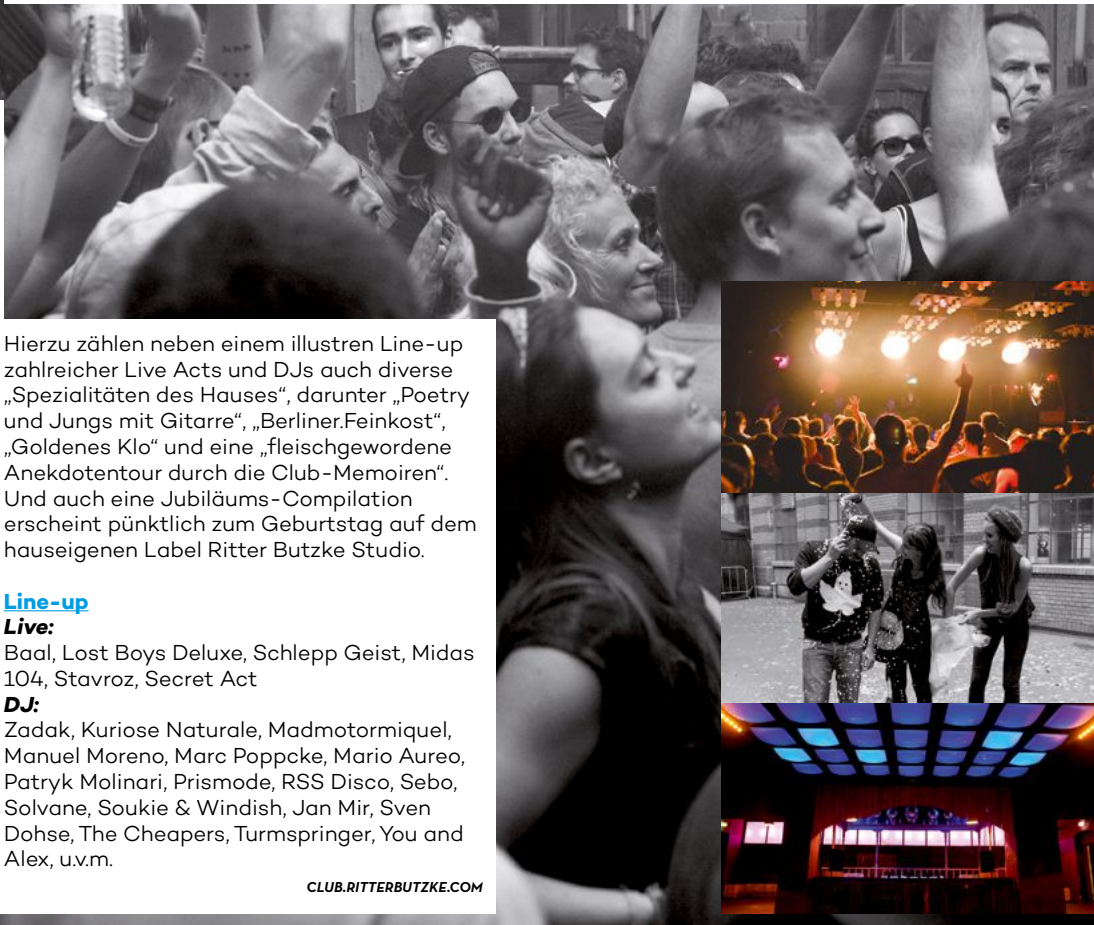 Hierzu zählen neben einem illustren Line-up
zahlreicher Live Acts und DJs auch diverse
„Spezialitäten des Hauses“, darunter „Poetry
und Jungs mit Gitarre“, „Berliner.Feinkost“,
„Goldenes Klo“ und eine „fleischgewordene
Anekdotentour durch die Club-Memoiren“.
Und auch eine Jubiläums-Compilation
erscheint pünktlich zum Geburtstag auf dem
hauseigenen Label Ritter Butzke Studio.

Line-up
Live:
Baal, Lost Boys Deluxe, Schlepp Geist, Midas
104, Stavroz, Secret Act
DJ:
Zadak, Kuriose Naturale, Madmotormiquel,
Manuel Moreno, Marc Poppcke, Mario Aureo,
Patryk Molinari, Prismode, RSS Disco, Sebo,
Solvane, Soukie & Windish, Jan Mir, Sven
Dohse, The Cheapers, Turmspringer, You and
Alex, u.v.m.
CLUB.RITTERBUTZKE.COM